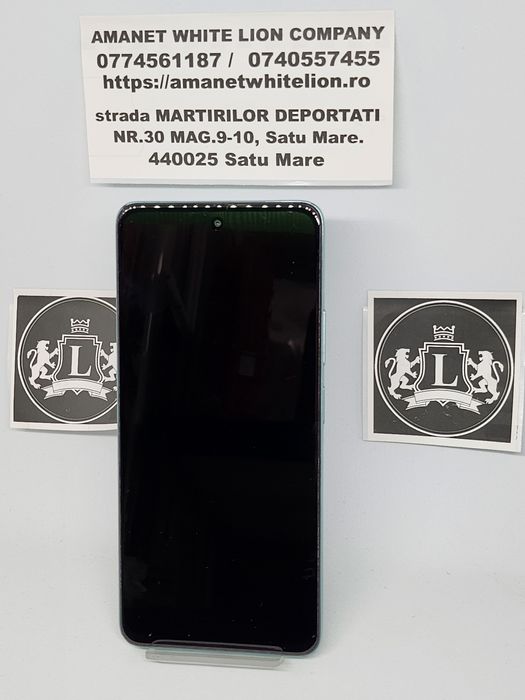 AMANET WHITE LION COMPANY
0774561187 / 0740557455
https://amanetwhitelion.ro
strada MARTIRILOR DEPORTATI
NR.30 MAG.9-10, Satu Mare.
440025 Satu Mare
L
L